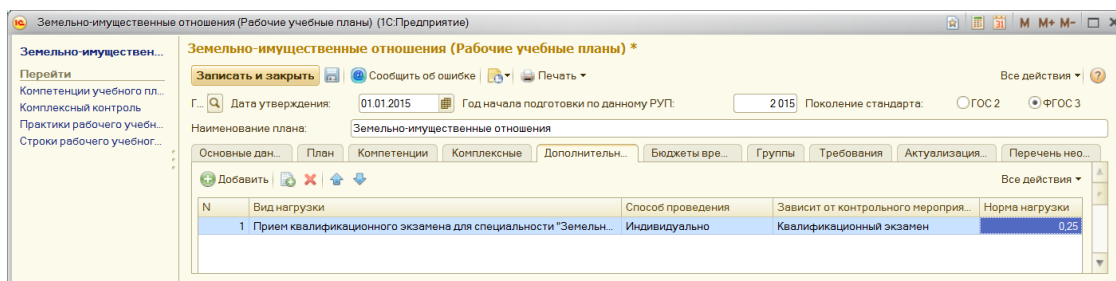 Земельно-имущественные отношения (Рабочие учебные планы) (1С:Предприятие) M M+ M-
Земельно-имуществен...
Перейти
Компетенции учебного пл...
Комплексный контроль
Практики рабочего учебн...
Строки рабочего учебног...
Земельно-имущественные отношения (Рабочие учебные планы) *
Записать и закрыть Сообщить об ошибке Печать Все действия
Г... Дата утверждения: 01.01.2015 Год начала подготовки по данному РУП: 2 015 Поколение стандарта: ГОС 2 ФГОС 3
Наименование плана: Земельно-имущественные отношения
Основные дан... План Компетенции Комплексные Дополнительн... Бюджеты вре... Группы Требования Актуализация... Перечень нео...
Добавить Все действия
N Вид нагрузки Способ проведения Зависит от контрольного мероприя... Норма нагрузки
1 Прием квалификационного экзамена для специальности "Земельн... Индивидуально Квалификационный экзамен 0,25